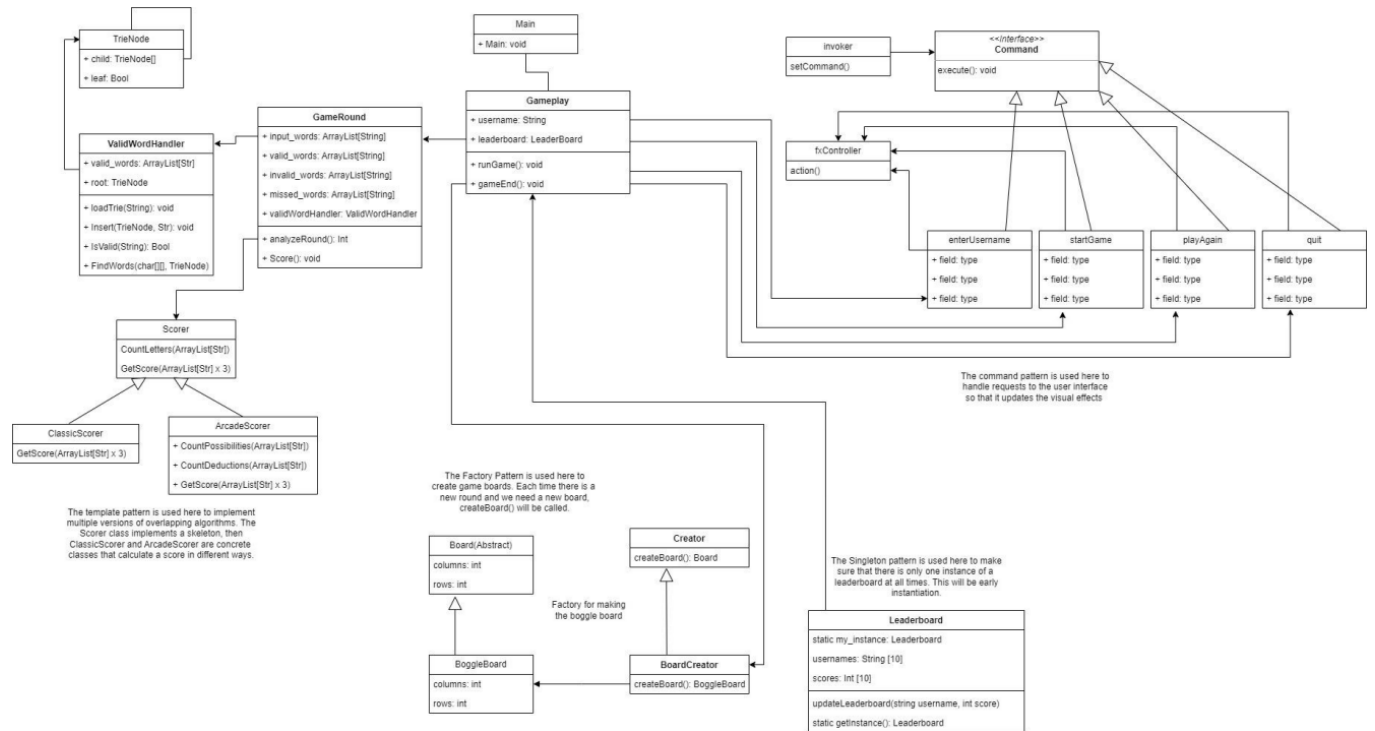 TrieNode
+ child: TrieNode[]
+ leaf: Bool
Main
+ Main: void
invoker
setCommand()
<<Interface>>
Command
execute(): void
Gameplay
+ username: String
+ leaderboard: LeaderBoard
+ runGame(): void
+ gameEnd(): void
GameRound
+ input_words: ArrayList[String]
+ valid_words: ArrayList[String]
+ invalid_words: ArrayList[String]
+ missed_words: ArrayList[String]
+ validWordHandler: ValidWordHandler
+ analyzeRound(): Int
+ Score(): void
ValidWordHandler
+ valid_words: ArrayList[Str]
+ root: TrieNode
+ loadTrie(String): void
+ Insert(TrieNode, Str): void
+ IsValid(String): Bool
+ FindWords(char[][], TrieNode)
fxController
action()
enterUsername
+ field: type
+ field: type
+ field: type
startGame
+ field: type
+ field: type
+ field: type
playAgain
+ field: type
+ field: type
+ field: type
quit
+ field: type
+ field: type
+ field: type
Scorer
CountLetters(ArrayList[Str])
GetScore(ArrayList[Str] x 3)
The command pattern is used here to
handle requests to the user interface
so that it updates the visual effects
ClassicScorer
GetScore(ArrayList[Str] x 3)
ArcadeScorer
+ CountPossibilities(ArrayList[Str])
+ CountDeductions(ArrayList[Str])
+ GetScore(ArrayList[Str] x 3)
The template pattern is used here to implement
multiple versions of overlapping algorithms. The
Scorer class implements a skeleton, then
ClassicScorer and ArcadeScorer are concrete
classes that calculate a score in different ways.
The Factory Pattern is used here to
create game boards. Each time there is a
new round and we need a new board,
createBoard() will be called.
Board(Abstract)
columns: int
rows: int
Creator
createBoard(): Board
Factory for making
the boggle board
BoggleBoard
columns: int
rows: int
BoardCreator
createBoard(): BoggleBoard
The Singleton pattern is used here to make
sure that there is only one instance of a
leaderboard at all times. This will be early
instantiation.
Leaderboard
static my_instance: Leaderboard
usernames: String [10]
scores: Int [10]
updateLeaderboard(string username, int score)
static getInstance(): Leaderboard